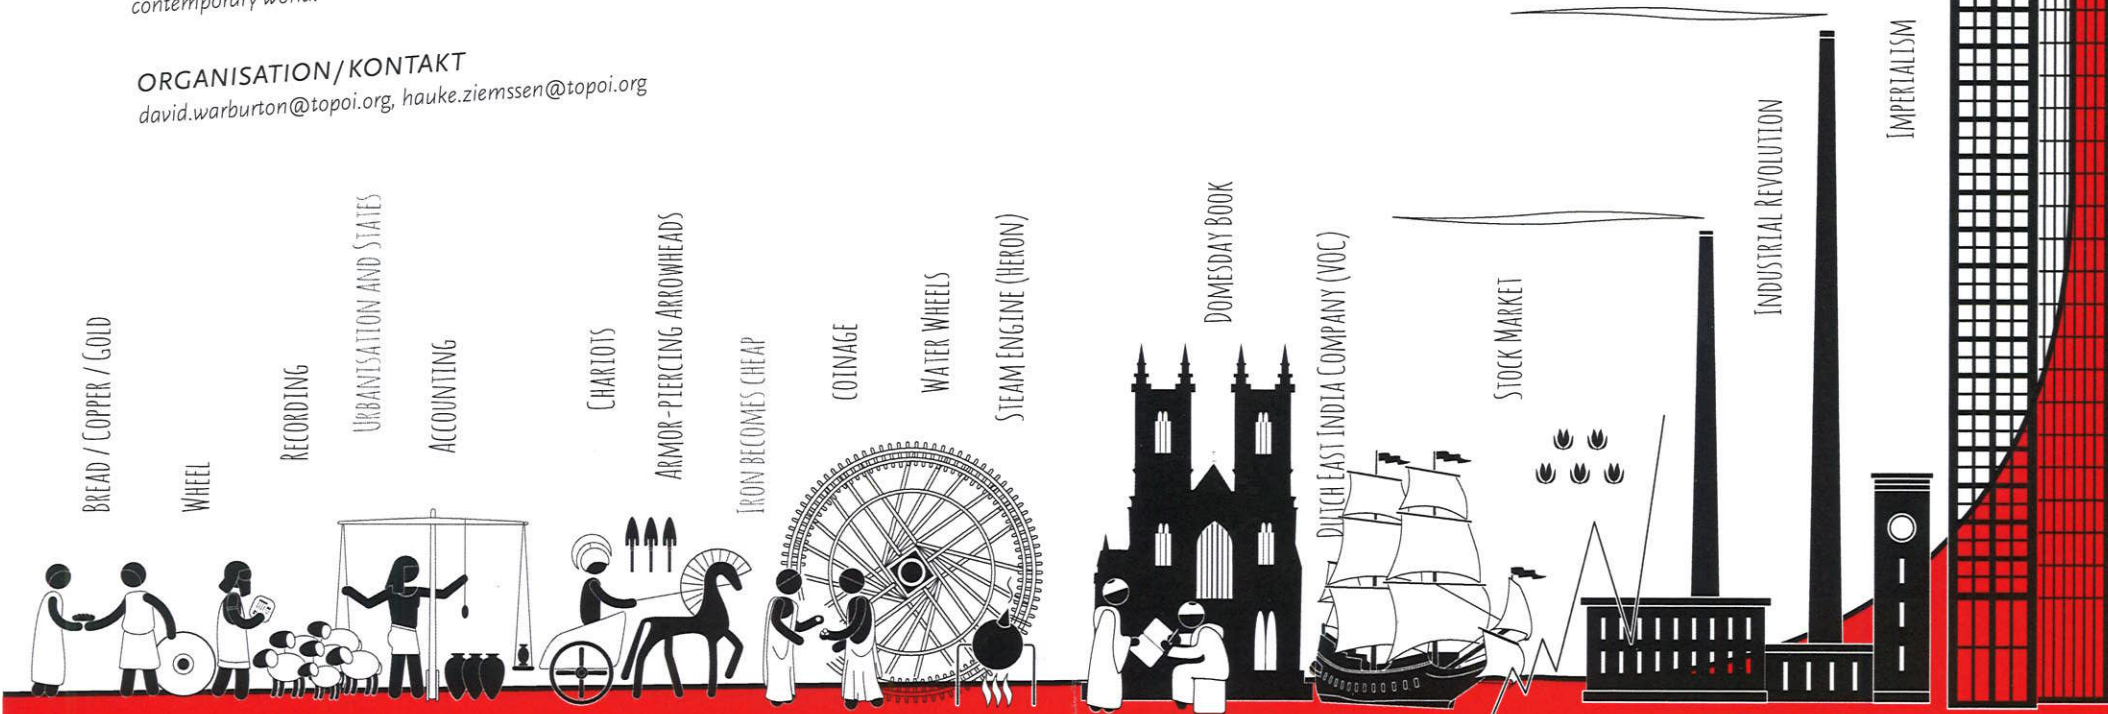 contemporary world.
ORGANISATION/KONTAKT
david.warburton@topoi.org, hauke.ziemssen@topoi.org
BREAD / COPPER / GOLD
WHEEL
RECORDING
URBANISATION AND STATES
ACCOUNTING
CHARIOTS
ARMOR-PIERCING ARROWHEADS
IRON BECOMES CHEAP
COINAGE
WATER WHEELS
STEAM ENGINE (HERON)
DOMESDAY BOOK
DUTCH EAST INDIA COMPANY (VOC)
STOCK MARKET
INDUSTRIAL REVOLUTION
IMPERIALISM